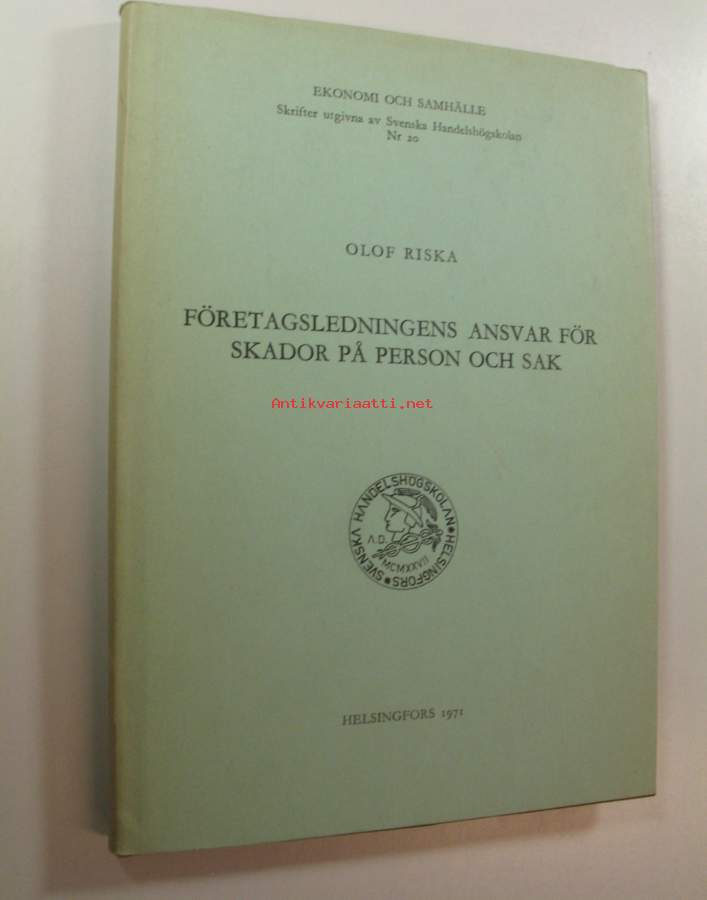 EKONOMI OCH SAMHÄLLE
Skrifter utgivna av Svenska Handelshögskolan
Nr 20
OLOF RISKA
FÖRETAGSLEDNINGENS ANSVAR FÖR
SKADOR PÅ PERSON OCH SAK
Antikvariaatti.net
SVENSKA HANDELSHÖGSKOLAN * HELSINGFORS *
A.D.
MCMXXVII
HELSINGFORS 1971